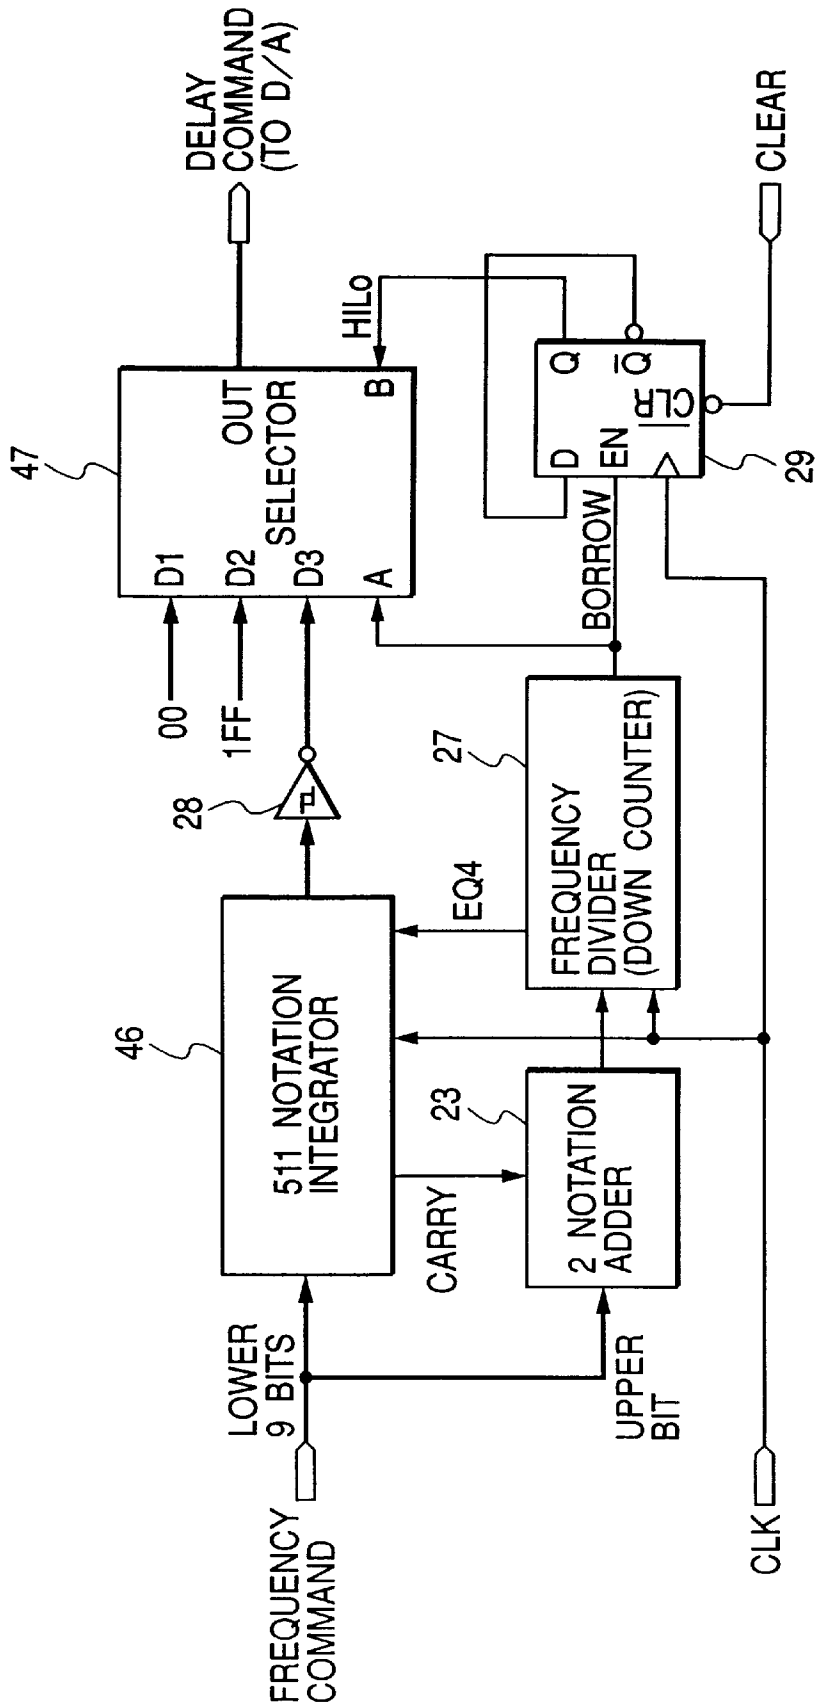 FREQUENCY
COMMAND
LOWER
9 BITS
UPPER
BIT
CLK
46
511 NOTATION
INTEGRATOR
CARRY
23
2 NOTATION
ADDER
EQ4
27
FREQUENCY
DIVIDER
(DOWN COUNTER)
28
00
1FF
47
D1
D2
D3
A
OUT
SELECTOR
B
HILo
BORROW
D
EN
Q
Q
CLR
29
DELAY
COMMAND
(TO D/A)
CLEAR